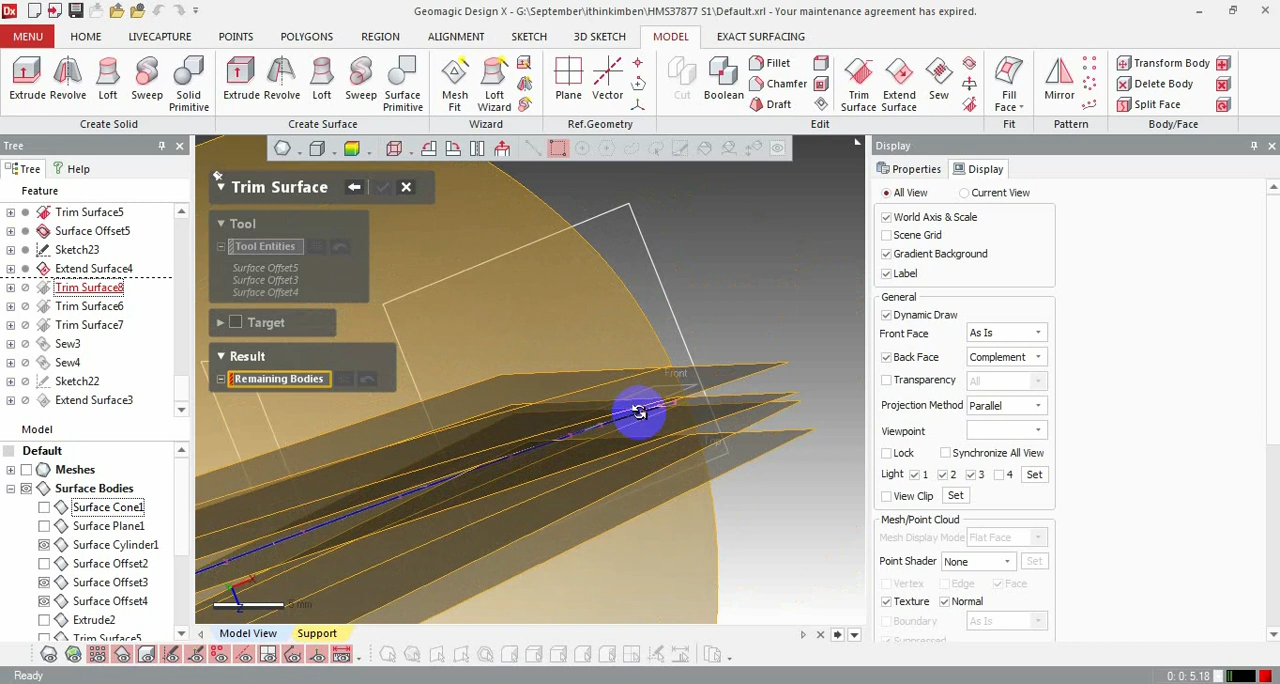 Geomagic Design X - G:\September\ithinkimben\HMS37877 S1\Default.xrl - Your maintenance agreement has expired.
MENU HOME LIVECAPTURE POINTS POLYGONS REGION ALIGNMENT SKETCH 3D SKETCH MODEL EXACT SURFACING
Extrude Revolve Loft Sweep Solid Primitive
Create Solid
Extrude Revolve Loft Sweep Surface Primitive
Create Surface
Mesh Fit Loft Wizard
Wizard
Plane Vector
Ref.Geometry
Cut Boolean Fillet Chamfer Draft Trim Surface Extend Surface Sew
Edit
Fill Face
Fit
Mirror
Pattern
Transform Body
Delete Body
Split Face
Body/Face
Tree
Tree Help
Feature
Trim Surface5
Surface Offset5
Sketch23
Extend Surface4
Trim Surface8
Trim Surface6
Trim Surface7
Sew3
Sew4
Sketch22
Extend Surface3
Model
Default
Meshes
Surface Bodies
Surface Cone1
Surface Plane1
Surface Cylinder1
Surface Offset2
Surface Offset3
Surface Offset4
Extrude2
Trim Surface5
Trim Surface
Tool
Tool Entities
Surface Offset5
Surface Offset3
Surface Offset4
Target
Result
Remaining Bodies
Front
Top
5 mm
Model View Support
Display
Properties Display
All View Current View
World Axis & Scale
Scene Grid
Gradient Background
Label
General
Dynamic Draw
Front Face As Is
Back Face Complement
Transparency All
Projection Method Parallel
Viewpoint
Lock Synchronize All View
Light 1 2 3 4 Set
View Clip Set
Mesh/Point Cloud
Mesh Display Mode Flat Face
Point Shader None Set
Vertex Edge Face
Texture Normal
Boundary As Is
Ready
0: 0: 5.18